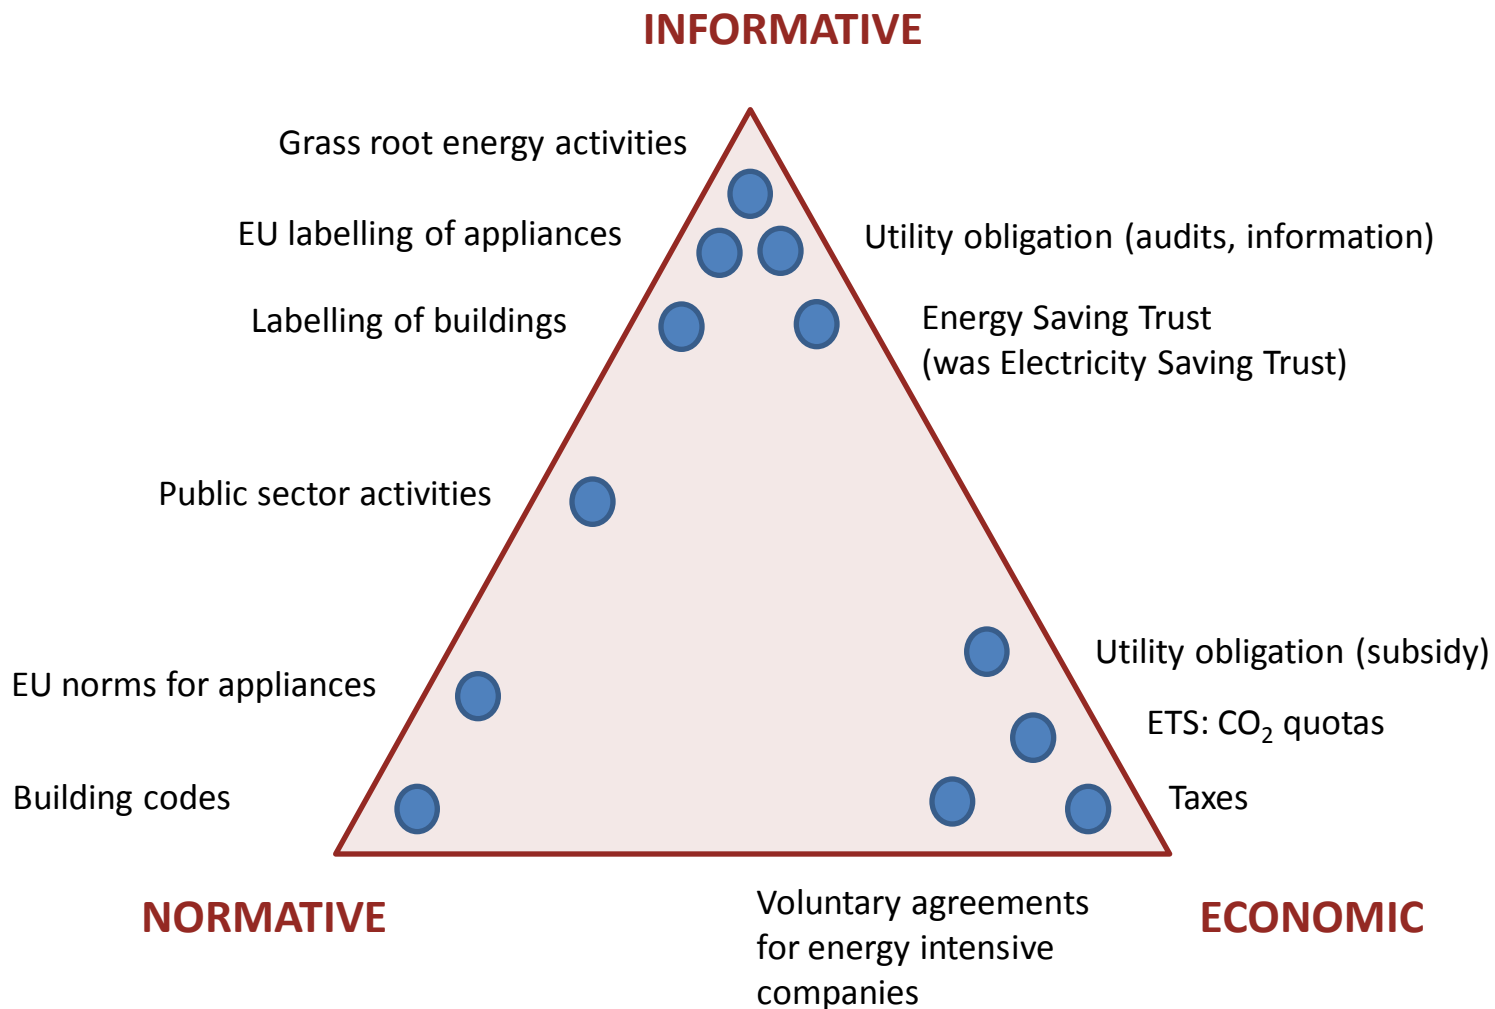 INFORMATIVE
Grass root energy activities
EU labelling of appliances
Utility obligation (audits, information)
Labelling of buildings
Energy Saving Trust
(was Electricity Saving Trust)
Public sector activities
Utility obligation (subsidy)
EU norms for appliances
ETS: CO₂ quotas
Building codes
Taxes
NORMATIVE
Voluntary agreements
for energy intensive
companies
ECONOMIC